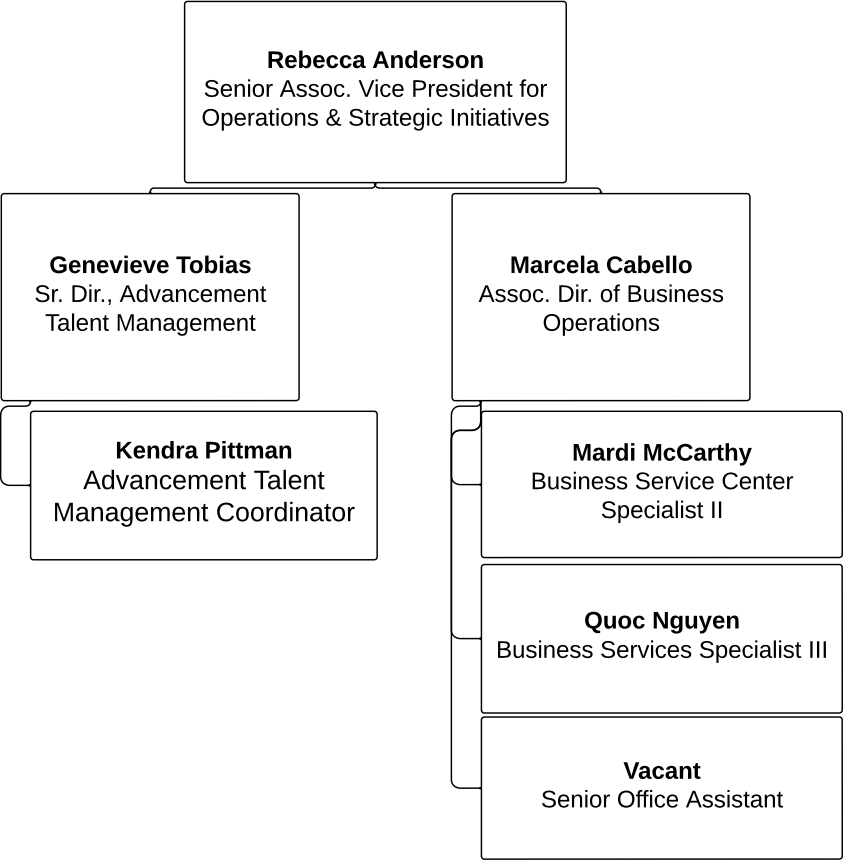 Rebecca Anderson
Senior Assoc. Vice President for
Operations & Strategic Initiatives
Genevieve Tobias
Sr. Dir., Advancement
Talent Management
Marcela Cabello
Assoc. Dir. of Business
Operations
Kendra Pittman
Advancement Talent
Management Coordinator
Mardi McCarthy
Business Service Center
Specialist II
Quoc Nguyen
Business Services Specialist III
Vacant
Senior Office Assistant